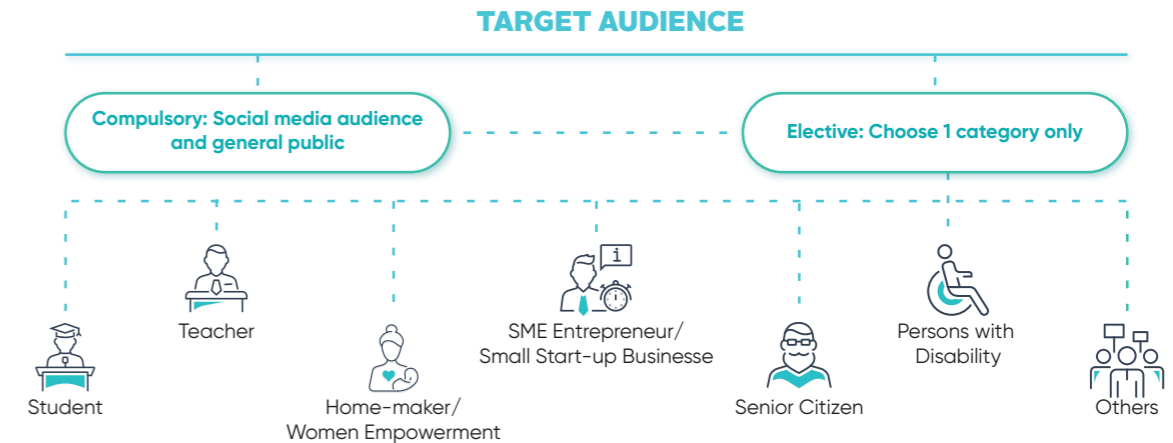 TARGET AUDIENCE
Compulsory: Social media audience
and general public
Elective: Choose 1 category only
i
Teacher
SME Entrepreneur/
Small Start-up Businesse
Persons with
Disability
Student
Home-maker/
Women Empowerment
Senior Citizen
Others